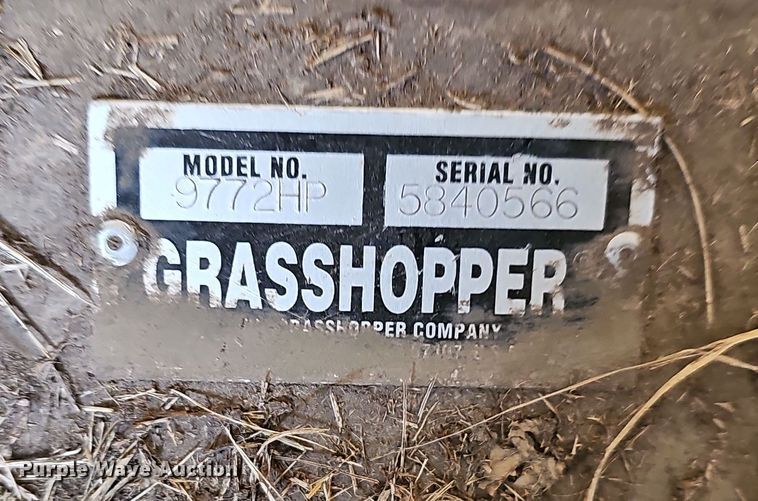 MODEL NO. SERIAL NO.
9772HP 5840566
GRASSHOPPER
GRASSHOPPER COMPANY
Purple Wave Auction